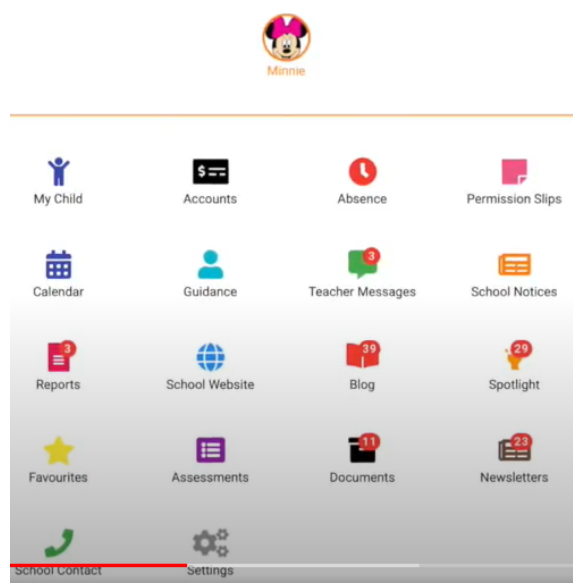 Minnie
My Child
Accounts
Absence
Permission Slips
Calendar
Guidance
3
Teacher Messages
School Notices
3
Reports
School Website
39
Blog
29
Spotlight
Favourites
Assessments
11
Documents
23
Newsletters
School Contact
Settings